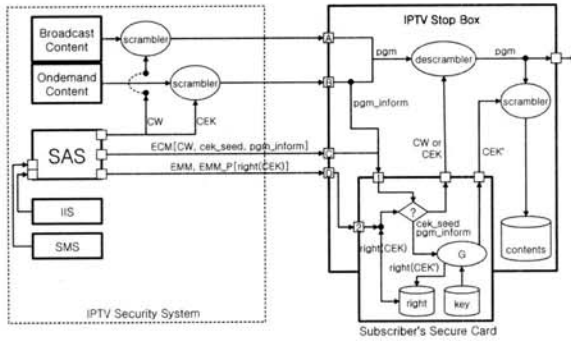 Broadcast
Content
Ondemand
Content
scrambler
scrambler
CW
CEK
SAS
IIS
SMS
IPTV Security System
ECM[CW, cek_seed, pgm_inform]
EMM, EMM_P[right(CEK)]
IPTV Stop Box
A
B
C
D
pgm
descrambler
pgm
pgm_inform
scrambler
CW or
CEK
CEK'
1
2
?
cek_seed
pgm_inform
right(CEK)
right(CEK')
G
right
key
contents
Subscriber's Secure Card